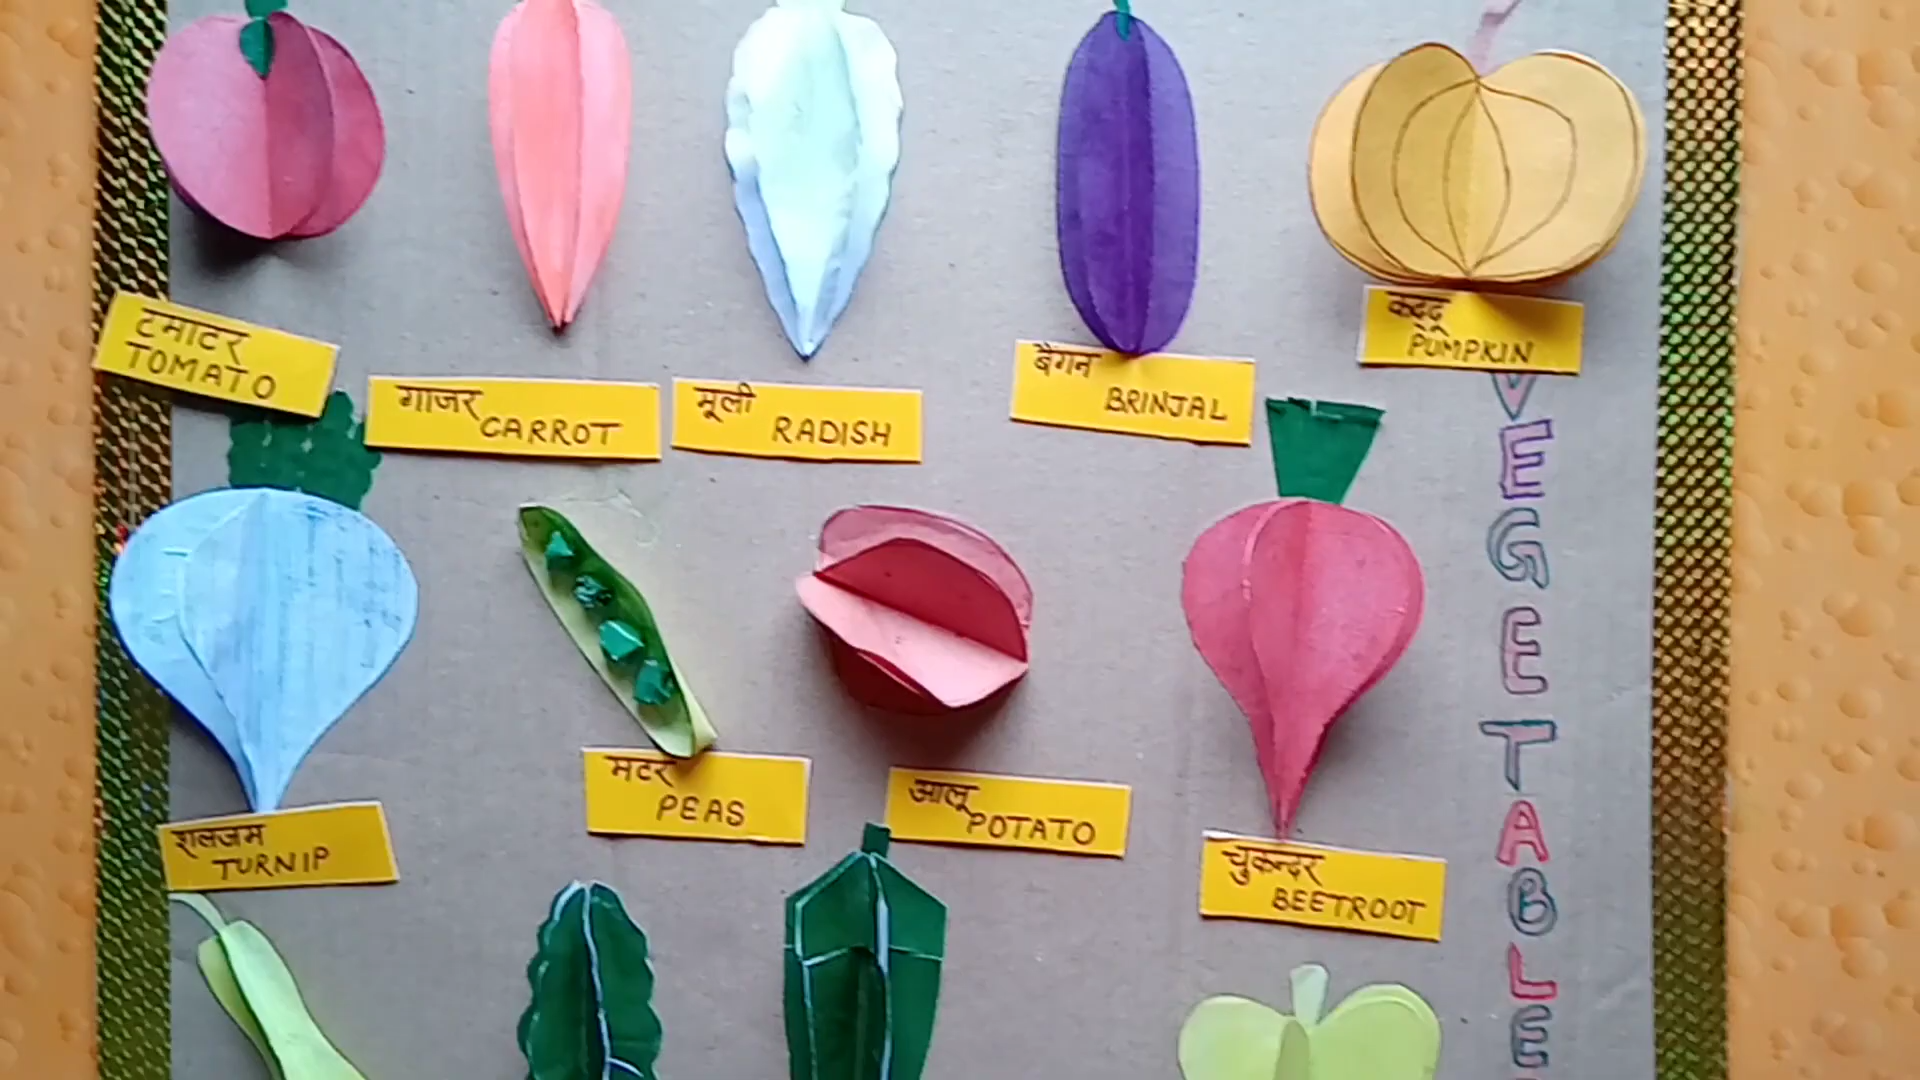 टमाटर
TOMATO
गाजर
CARROT
मूली
RADISH
बैंगन
BRINJAL
कद्दू
PUMPKIN
शलजम
TURNIP
मटर
PEAS
आलू
POTATO
चुकन्दर
BEETROOT
VEGETABLE